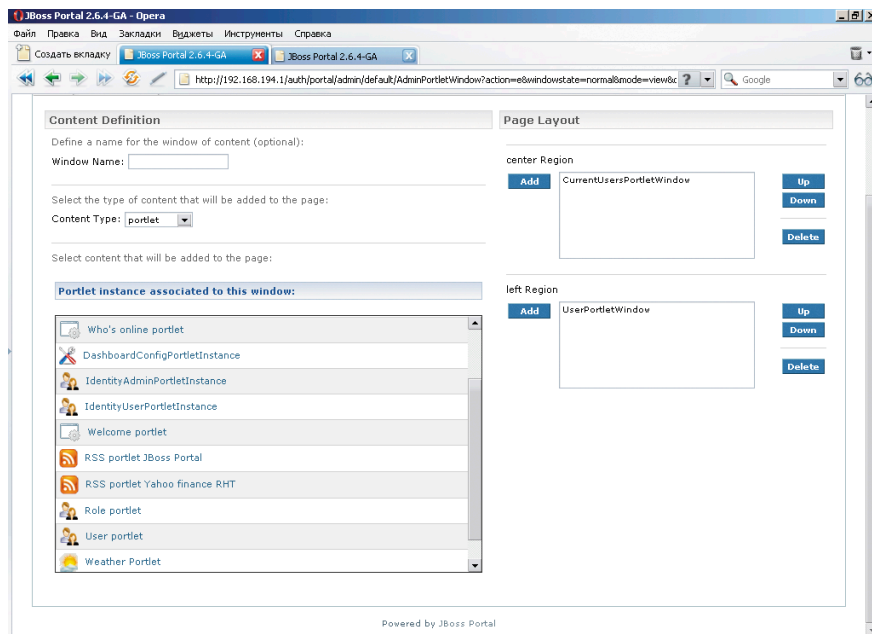 JBoss Portal 2.6.4-GA - Opera
Файл Правка Вид Закладки Виджеты Инструменты Справка
Создать вкладку JBoss Portal 2.6.4-GA JBoss Portal 2.6.4-GA
http://192.168.194.1/auth/portal/admin/default/AdminPortletWindow?action=e&windowstate=normal&mode=view&c ? Google
Content Definition
Define a name for the window of content (optional):
Window Name:
Select the type of content that will be added to the page:
Content Type: portlet
Select content that will be added to the page:
Portlet instance associated to this window:
Who's online portlet
DashboardConfigPortletInstance
IdentityAdminPortletInstance
IdentityUserPortletInstance
Welcome portlet
RSS portlet JBoss Portal
RSS portlet Yahoo finance RHT
Role portlet
User portlet
Weather Portlet
Page Layout
center Region
Add CurrentUsersPortletWindow Up
Down
Delete
left Region
Add UserPortletWindow Up
Down
Delete
Powered by JBoss Portal